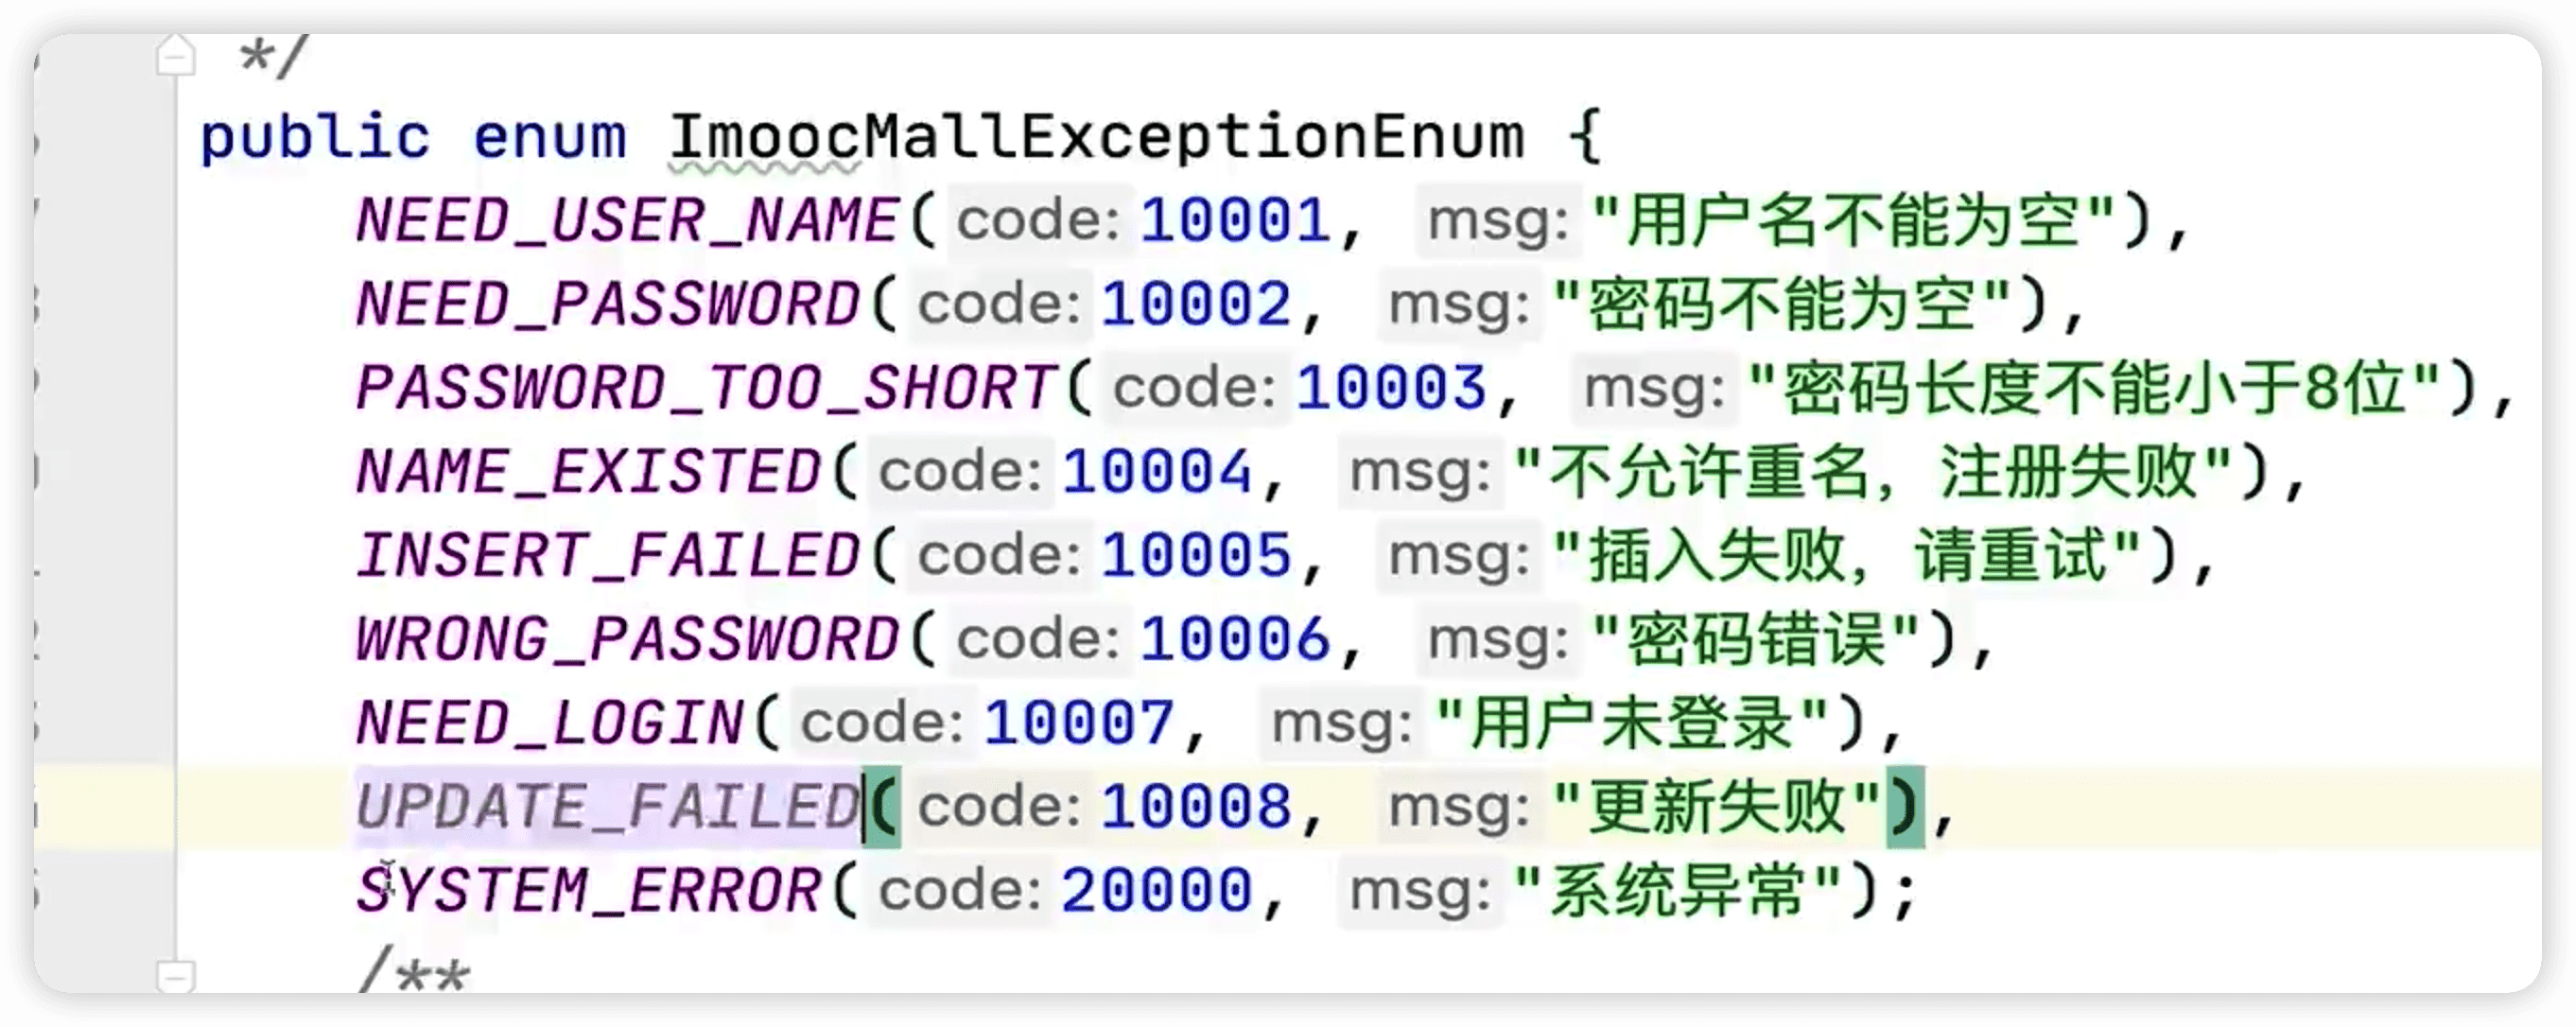 */
public enum ImoocMallExceptionEnum {
NEED_USER_NAME( code: 10001, msg: "用户名不能为空"),
NEED_PASSWORD( code: 10002, msg: "密码不能为空"),
PASSWORD_TOO_SHORT( code: 10003, msg: "密码长度不能小于8位"),
NAME_EXISTED( code: 10004, msg: "不允许重名，注册失败"),
INSERT_FAILED( code: 10005, msg: "插入失败，请重试"),
WRONG_PASSWORD( code: 10006, msg: "密码错误"),
NEED_LOGIN( code: 10007, msg: "用户未登录"),
UPDATE_FAILED( code: 10008, msg: "更新失败"),
SYSTEM_ERROR( code: 20000, msg: "系统异常");
/**